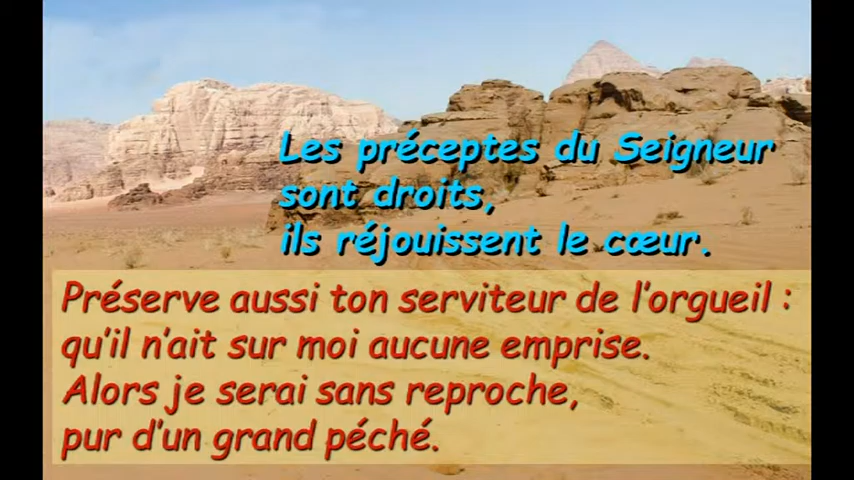 Les préceptes du Seigneur
sont droits,
ils réjouissent le cœur.
Préserve aussi ton serviteur de l'orgueil :
qu'il n'ait sur moi aucune emprise.
Alors je serai sans reproche,
pur d'un grand péché.